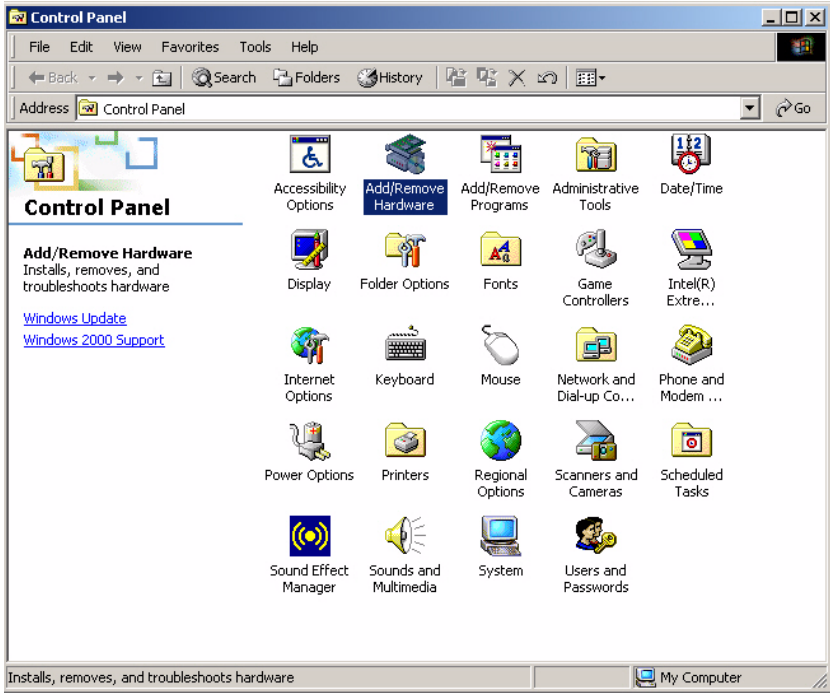 Control Panel
File Edit View Favorites Tools Help
Back Search Folders History
Address Control Panel Go
Control Panel
Add/Remove Hardware
Installs, removes, and
troubleshoots hardware
Windows Update
Windows 2000 Support
Accessibility
Options
Add/Remove
Hardware
Add/Remove
Programs
Administrative
Tools
Date/Time
Display
Folder Options
Fonts
Game
Controllers
Intel(R)
Extre...
Internet
Options
Keyboard
Mouse
Network and
Dial-up Co...
Phone and
Modem ...
Power Options
Printers
Regional
Options
Scanners and
Cameras
Scheduled
Tasks
Sound Effect
Manager
Sounds and
Multimedia
System
Users and
Passwords
Installs, removes, and troubleshoots hardware My Computer